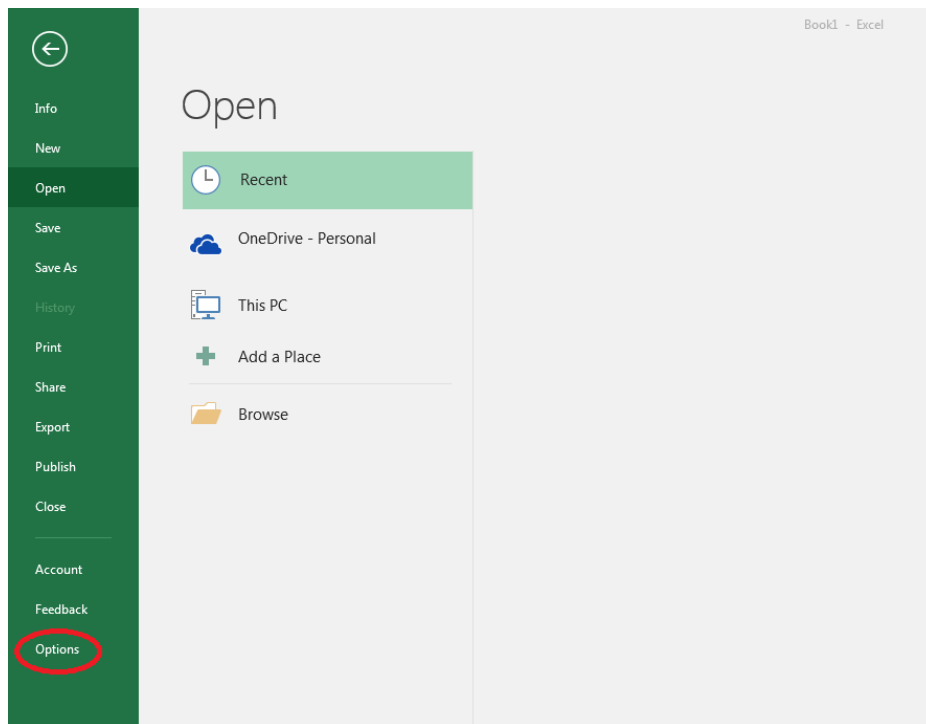 Book1 - Excel
Info
New
Open
Save
Save As
History
Print
Share
Export
Publish
Close
Account
Feedback
Options
Open
Recent
OneDrive - Personal
This PC
Add a Place
Browse